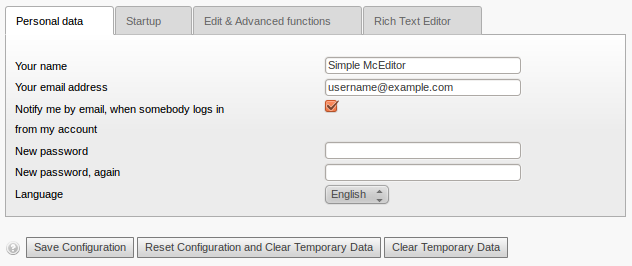 Personal data Startup Edit & Advanced functions Rich Text Editor
Your name Simple McEditor
Your email address username@example.com
Notify me by email, when somebody logs in
from my account
New password
New password, again
Language English
? Save Configuration Reset Configuration and Clear Temporary Data Clear Temporary Data